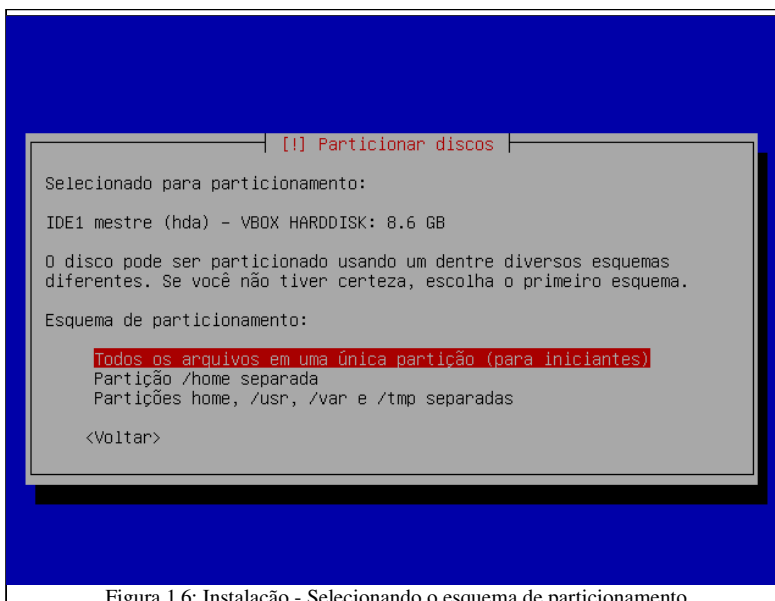 [!] Particionar discos
Selecionado para particionamento:
IDE1 mestre (hda) – VBOX HARDDISK: 8.6 GB
O disco pode ser particionado usando um dentre diversos esquemas
diferentes. Se você não tiver certeza, escolha o primeiro esquema.
Esquema de particionamento:
Todos os arquivos em uma única partição (para iniciantes)
Partição /home separada
Partições home, /usr, /var e /tmp separadas
<Voltar>
Figura 1.6: Instalação - Selecionando o esquema de particionamento